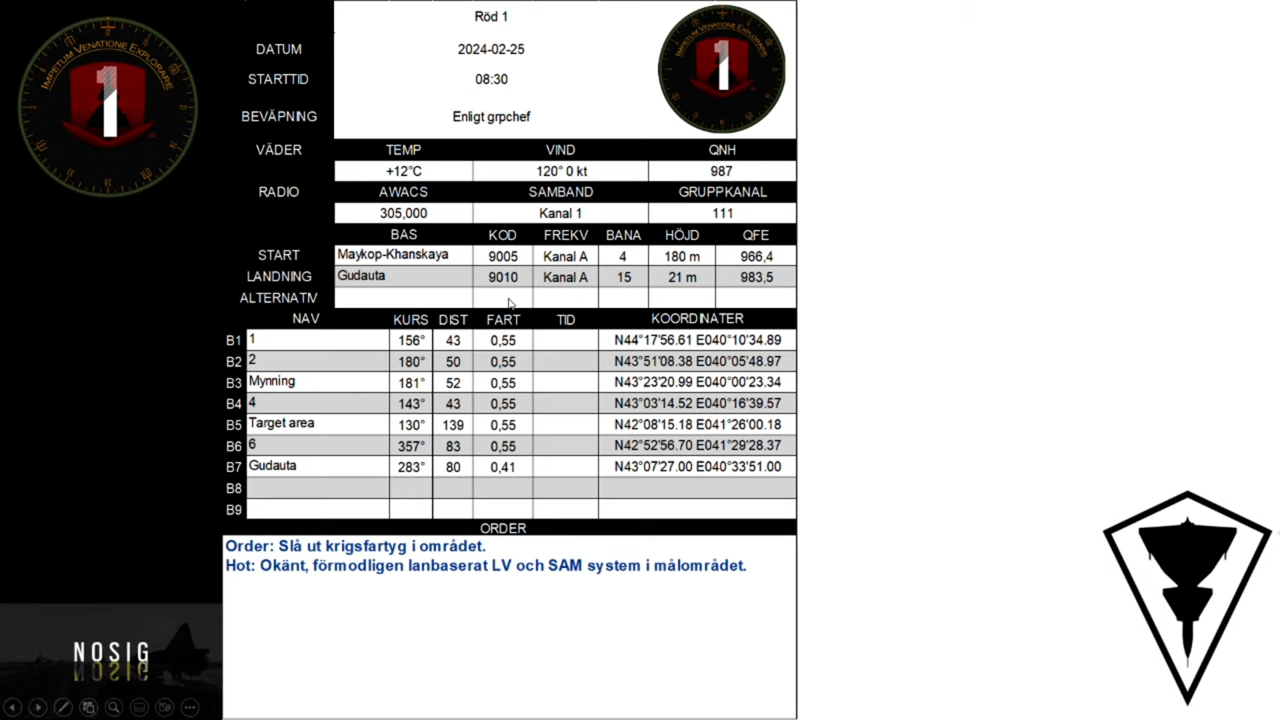 Röd 1
IMPETUM VENATIONE EXPLORARE
1
DATUM 2024-02-25
STARTTID 08:30
BEVÄPNING Enligt grpchef
IMPETUM VENATIONE EXPLORARE
1
VÄDER TEMP VIND QNH
+12°C 120° 0 kt 987
RADIO AWACS SAMBAND GRUPPKANAL
305,000 Kanal 1 111
BAS KOD FREKV BANA HÖJD QFE
START Maykop-Khanskaya 9005 Kanal A 4 180 m 966,4
LANDNING Gudauta 9010 Kanal A 15 21 m 983,5
ALTERNATIV
NAV KURS DIST FART TID KOORDINATER
B1 1 156° 43 0,55 N44°17'56.61 E040°10'34.89
B2 2 180° 50 0,55 N43°51'08.38 E040°05'48.97
B3 Mynning 181° 52 0,55 N43°23'20.99 E040°00'23.34
B4 4 143° 43 0,55 N43°03'14.52 E040°16'39.57
B5 Target area 130° 139 0,55 N42°08'15.18 E041°26'00.18
B6 6 357° 83 0,55 N42°52'56.70 E041°29'28.37
B7 Gudauta 283° 80 0,41 N43°07'27.00 E040°33'51.00
B8
B9
ORDER
Order: Slå ut krigsfartyg i området.
Hot: Okänt, förmodligen lanbaserat LV och SAM system i målområdet.
NOSIG